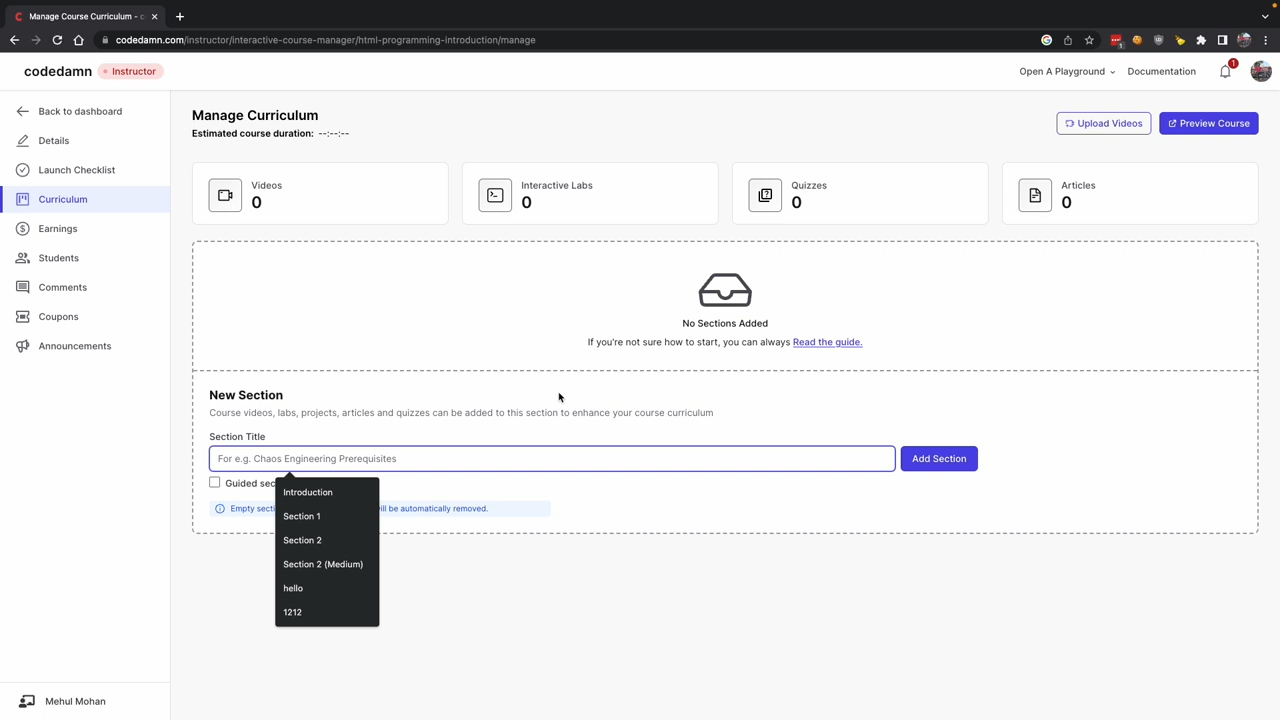 Manage Course Curriculum - c
codedamn.com/instructor/interactive-course-manager/html-programming-introduction/manage
codedamn
Instructor
Open A Playground
Documentation
1
Back to dashboard
Details
Launch Checklist
Curriculum
Earnings
Students
Comments
Coupons
Announcements
Mehul Mohan
Manage Curriculum
Estimated course duration: --:--:--
Upload Videos
Preview Course
Videos
0
Interactive Labs
0
Quizzes
0
Articles
0
No Sections Added
If you're not sure how to start, you can always Read the guide.
New Section
Course videos, labs, projects, articles and quizzes can be added to this section to enhance your course curriculum
Section Title
For e.g. Chaos Engineering Prerequisites
Add Section
Guided sec
Empty secti
ill be automatically removed.
Introduction
Section 1
Section 2
Section 2 (Medium)
hello
1212